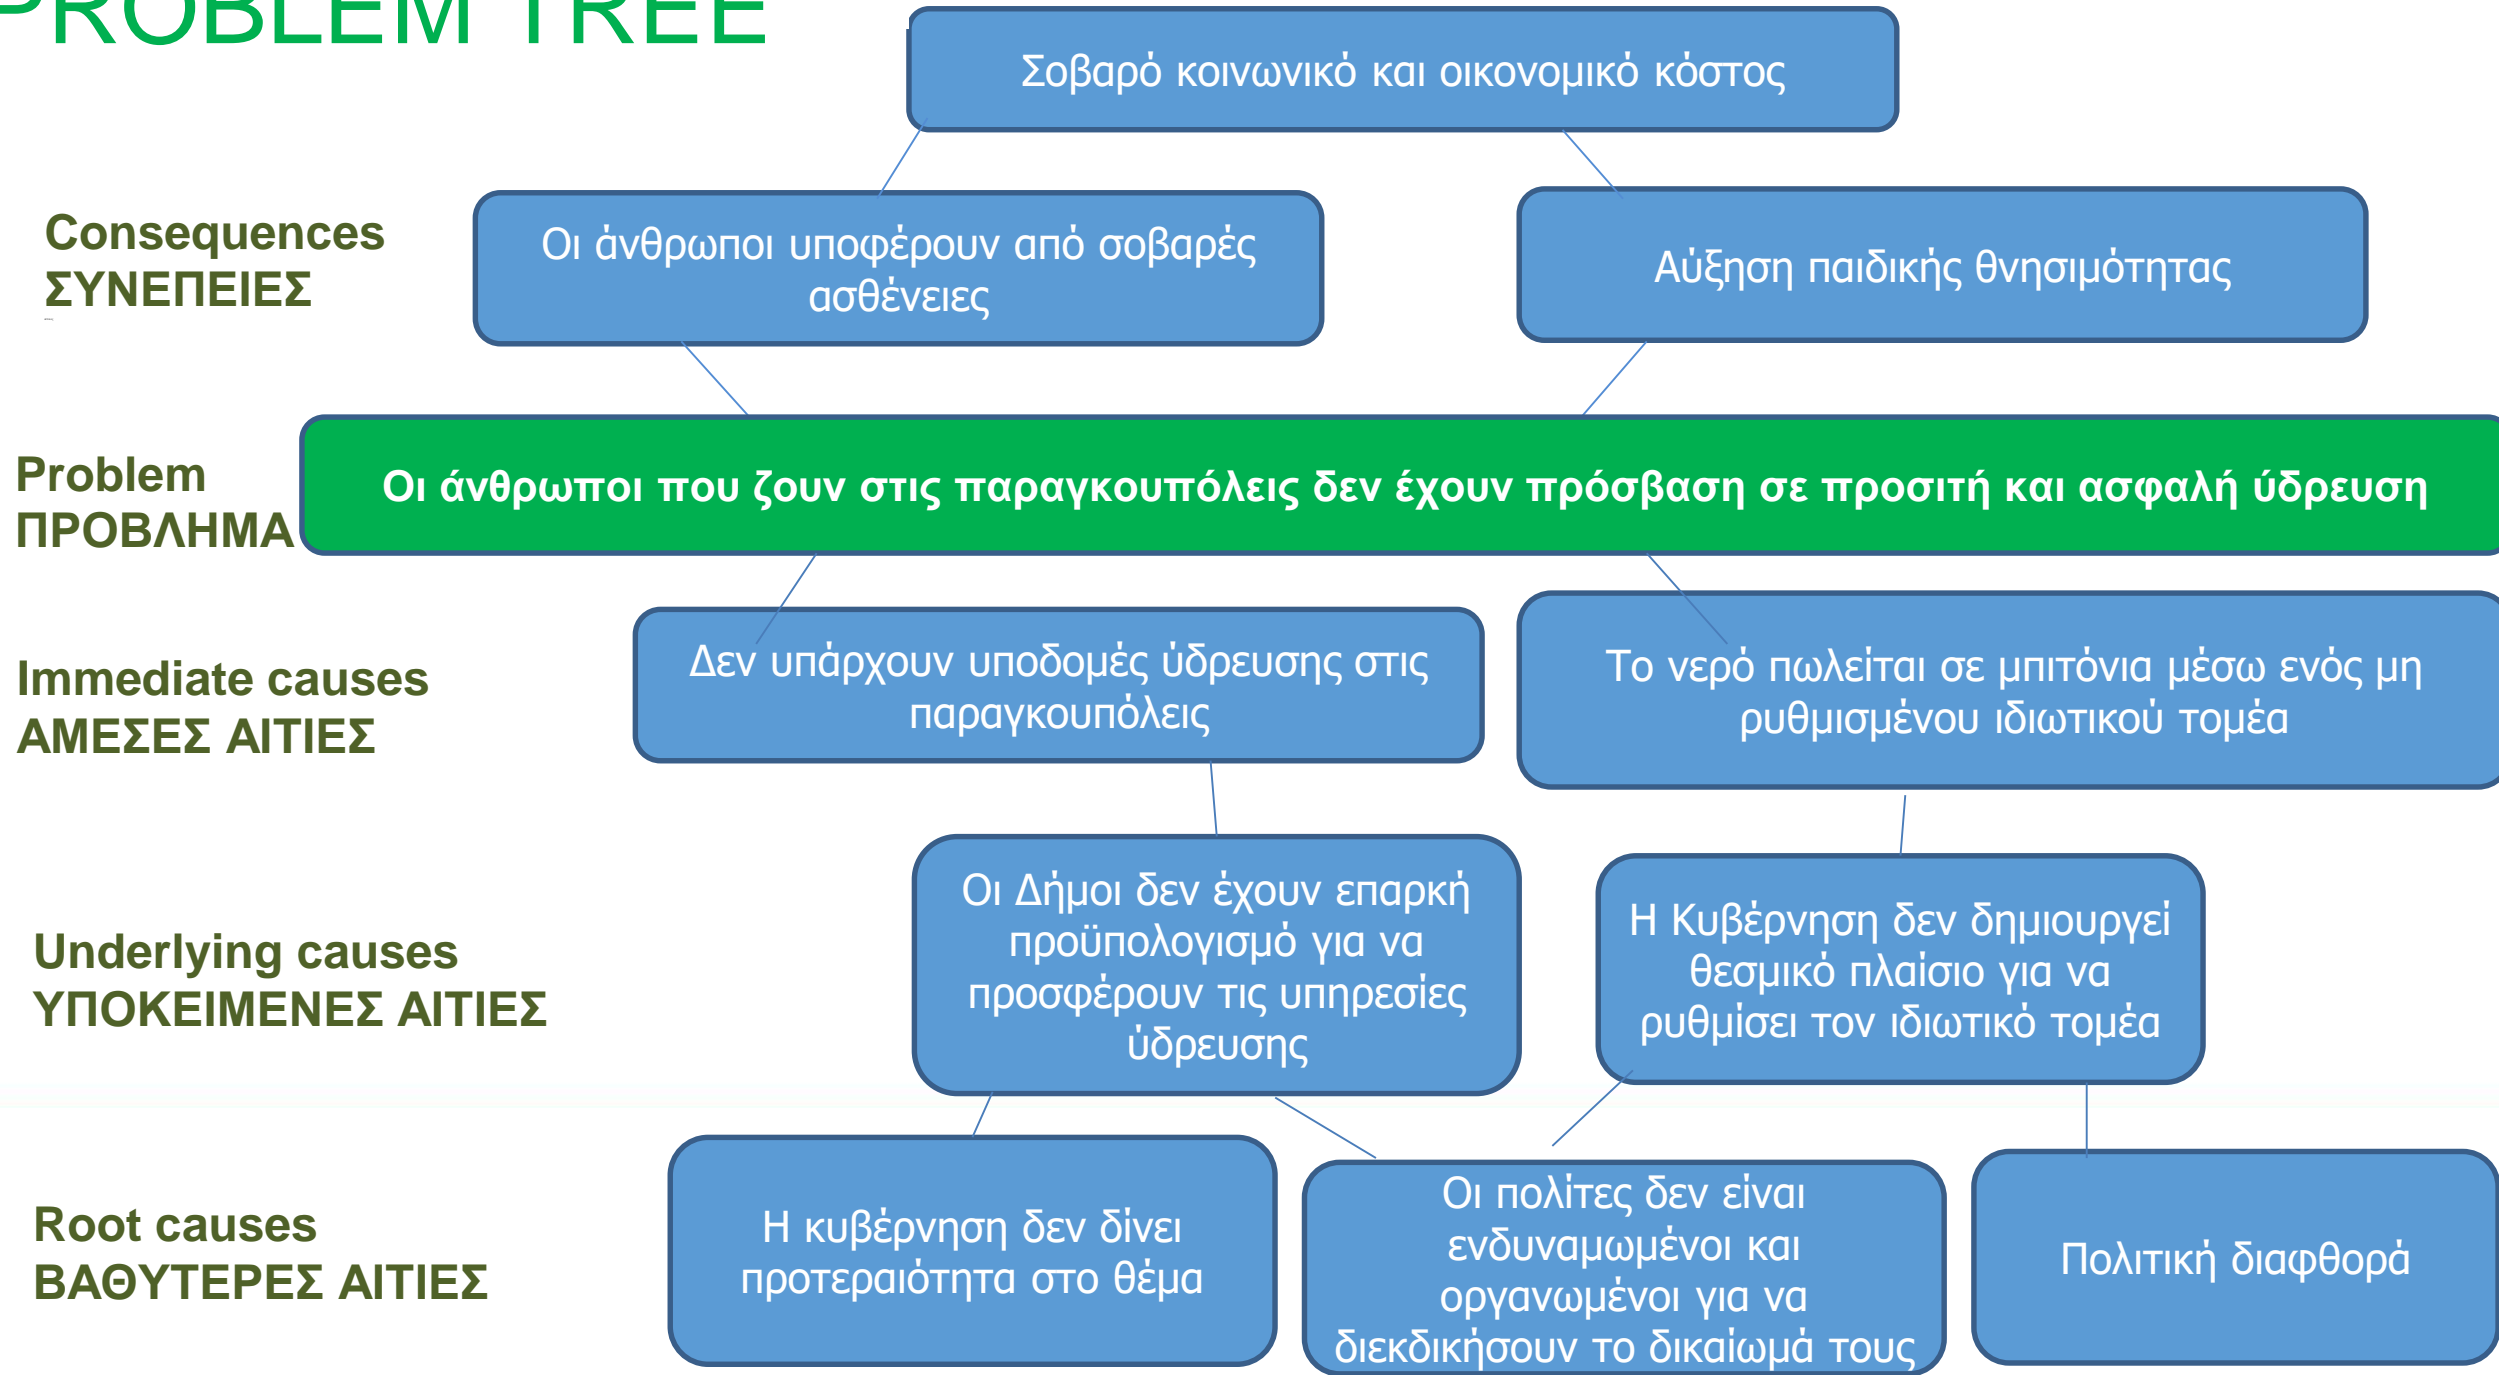 PROBLEM TREE
Σοβαρό κοινωνικό και οικονομικό κόστος
Consequences
ΣΥΝΕΠΕΙΕΣ
Οι άνθρωποι υποφέρουν από σοβαρές
ασθένειες
Αύξηση παιδικής θνησιμότητας
Problem
ΠΡΟΒΛΗΜΑ
Οι άνθρωποι που ζουν στις παραγκουπόλεις δεν έχουν πρόσβαση σε προσιτή και ασφαλή ύδρευση
Immediate causes
ΑΜΕΣΕΣ ΑΙΤΙΕΣ
Δεν υπάρχουν υποδομές ύδρευσης στις
παραγκουπόλεις
Το νερό πωλείται σε μπιτόνια μέσω ενός μη
ρυθμισμένου ιδιωτικού τομέα
Underlying causes
ΥΠΟΚΕΙΜΕΝΕΣ ΑΙΤΙΕΣ
Οι Δήμοι δεν έχουν επαρκή
προϋπολογισμό για να
προσφέρουν τις υπηρεσίες
ύδρευσης
Η Κυβέρνηση δεν δημιουργεί
θεσμικό πλαίσιο για να
ρυθμίσει τον ιδιωτικό τομέα
Root causes
ΒΑΘΥΤΕΡΕΣ ΑΙΤΙΕΣ
Η κυβέρνηση δεν δίνει
προτεραιότητα στο θέμα
Οι πολίτες δεν είναι
ενδυναμωμένοι και
οργανωμένοι για να
διεκδικήσουν το δικαίωμά τους
Πολιτική διαφθορά